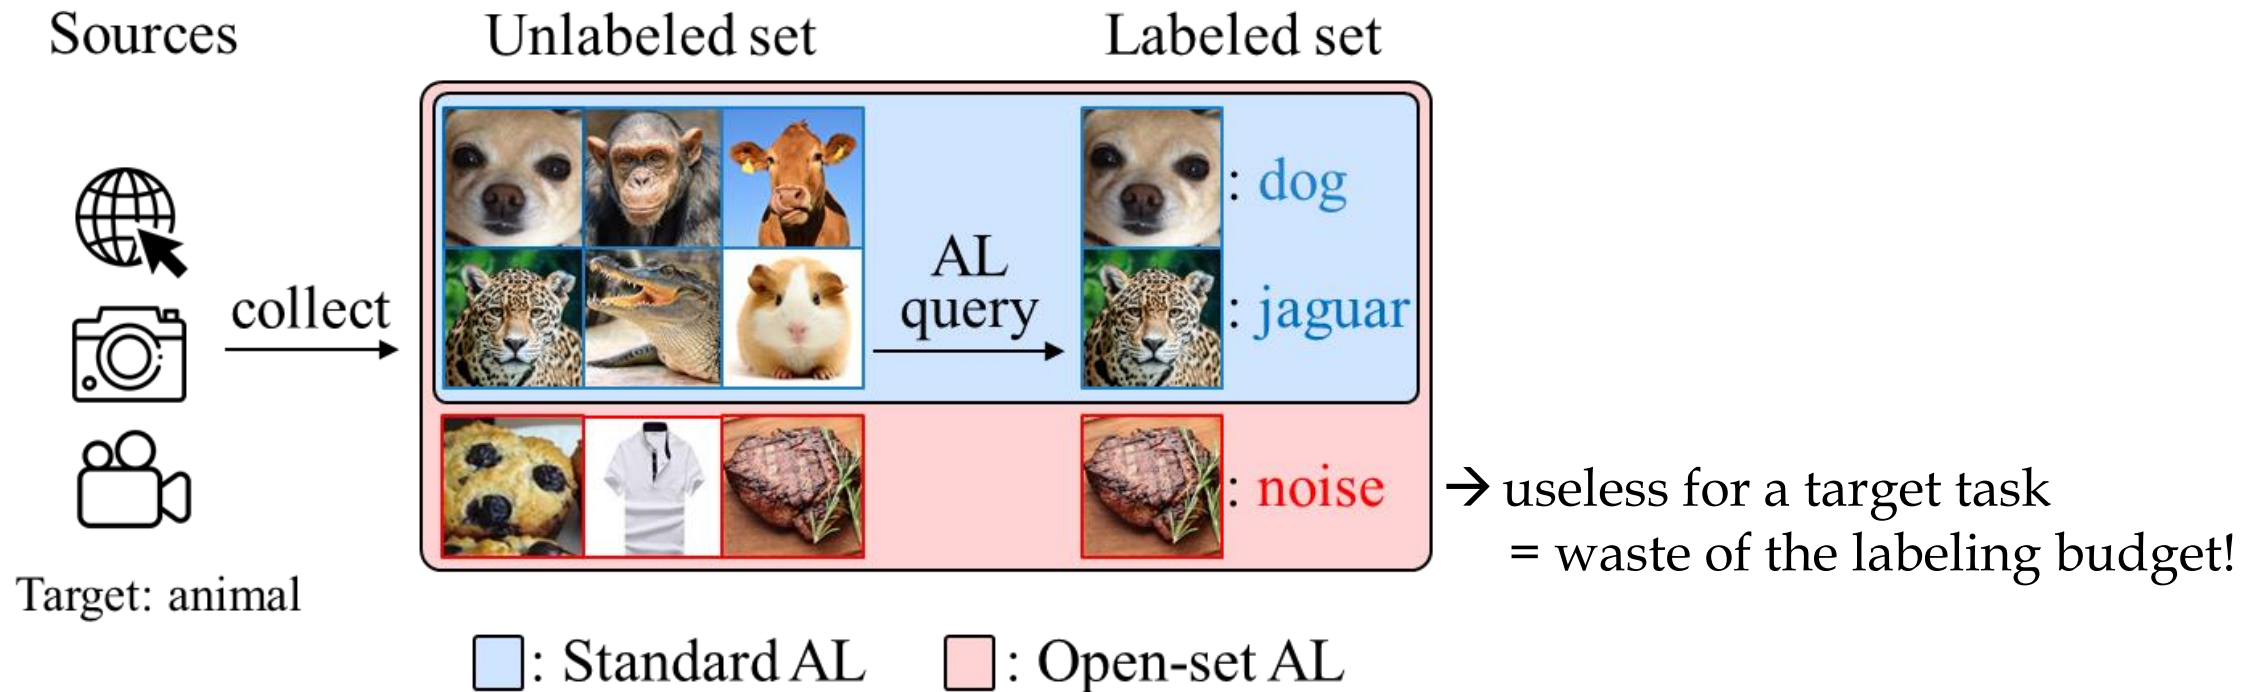 Sources
Unlabeled set
Labeled set
collect
AL
query
: dog
: jaguar
: noise
→ useless for a target task
= waste of the labeling budget!
Target: animal
: Standard AL
: Open-set AL